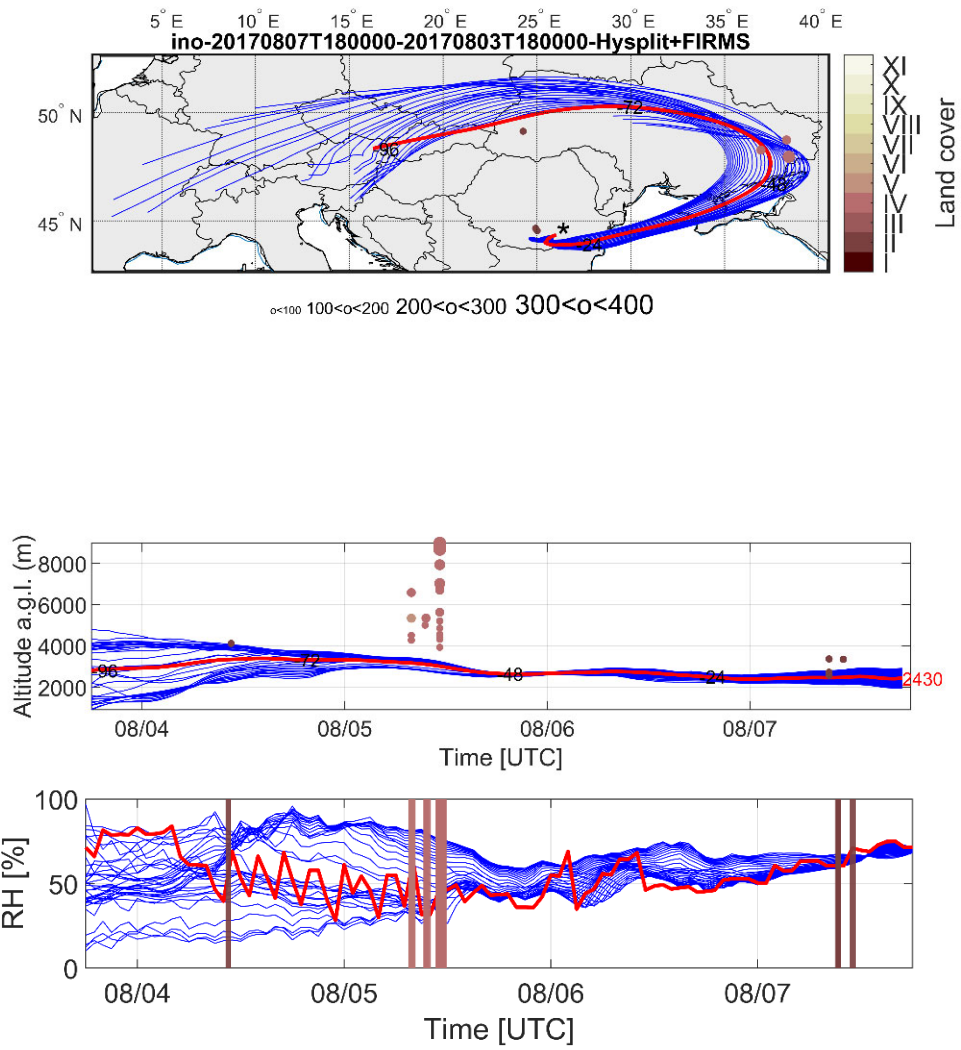 5° E 10° E 15° E 20° E 25° E 30° E 35° E 40° E
ino-20170807T180000-20170803T180000-Hysplit+FIRMS
50° N
45° N
-96
-72
-48
-24
*
XI
X
IX
VIII
VII
VI
V
IV
III
II
I
Land cover
o<100 100<o<200 200<o<300 300<o<400
Altitude a.g.l. (m)
8000
6000
4000
2000
-96
-72
-48
-24
2430
08/04 08/05 08/06 08/07
Time [UTC]
RH [%]
100
50
0
08/04 08/05 08/06 08/07
Time [UTC]